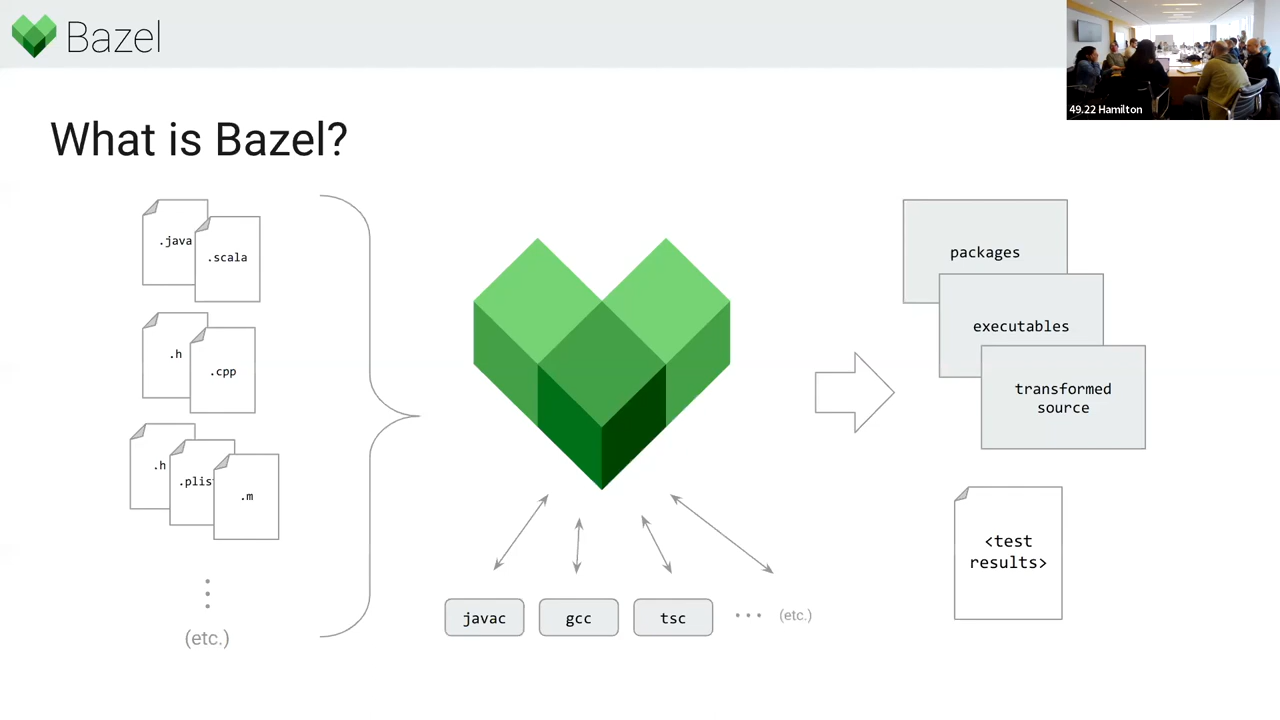 Bazel
49.22 Hamilton
What is Bazel?
.java
.scala
.h
.cpp
.h
.plis
.m
(etc.)
javac
gcc
tsc
... (etc.)
packages
executables
transformed
source
<test
results>